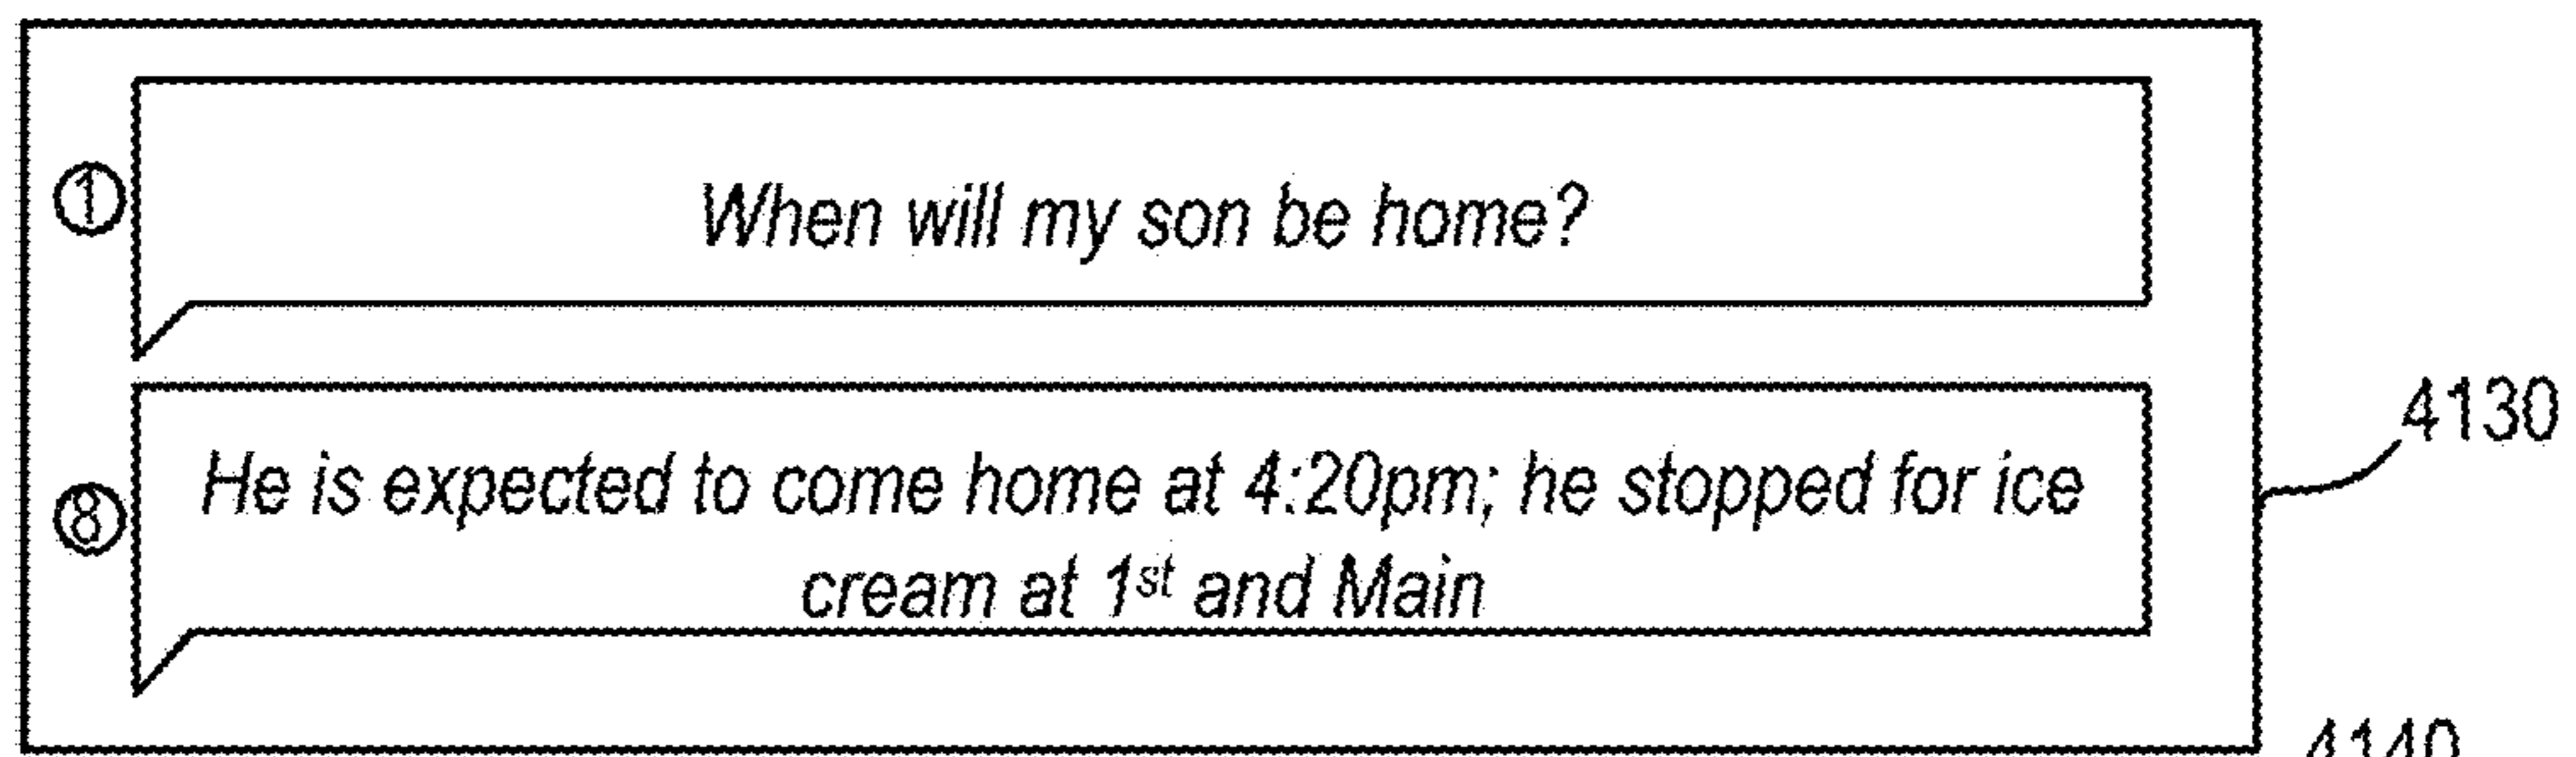 ① When will my son be home?
⑧ He is expected to come home at 4:20pm; he stopped for ice
cream at 1st and Main
4130
4140